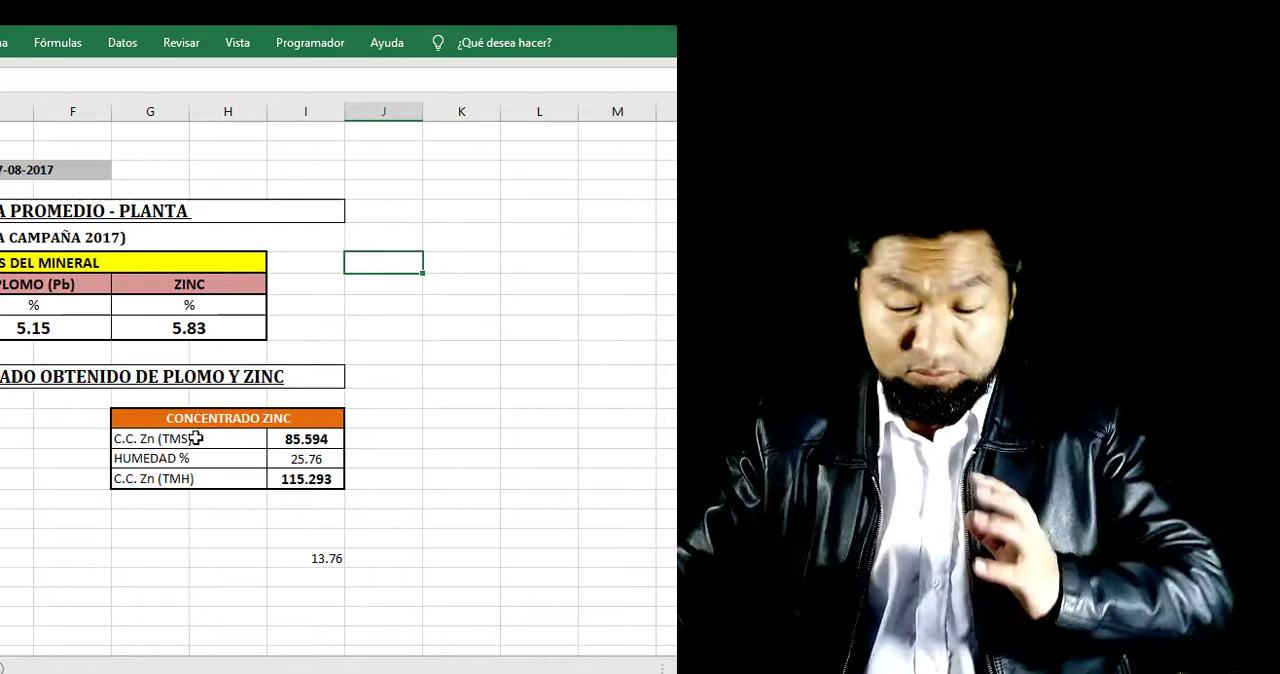 Fórmulas Datos Revisar Vista Programador Ayuda ¿Qué desea hacer?
F G H I J K L M
7-08-2017
A PROMEDIO - PLANTA
A CAMPAÑA 2017)
S DEL MINERAL
PLOMO (Pb) ZINC
% %
5.15 5.83
ADO OBTENIDO DE PLOMO Y ZINC
CONCENTRADO ZINC
C.C. Zn (TMS) 85.594
HUMEDAD % 25.76
C.C. Zn (TMH) 115.293
13.76